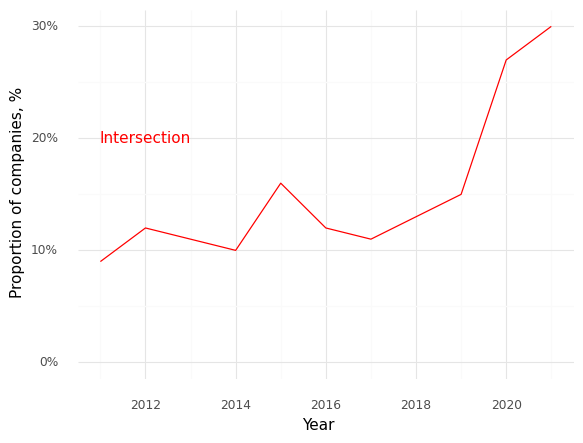 30%
20%
10%
0%
Intersection
Proportion of companies, %
2012 2014 2016 2018 2020
Year